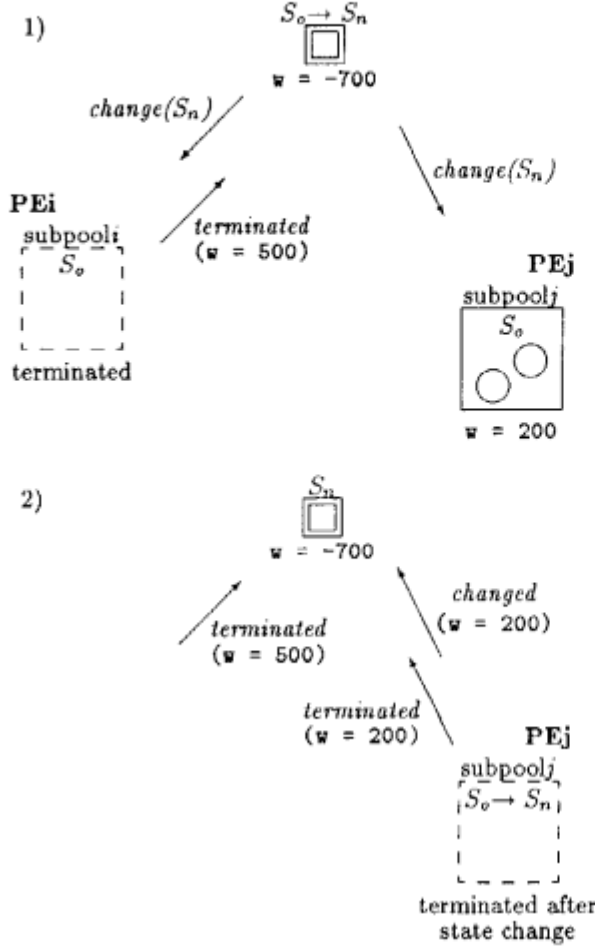 1)
Sₒ → Sₙ
w = -700
change(Sₙ)
change(Sₙ)
PEi
subpooli
Sₒ
terminated
terminated
(w = 500)
PEj
subpoolj
Sₒ
w = 200
2)
Sₙ
w = -700
terminated
(w = 500)
changed
(w = 200)
terminated
(w = 200)
PEj
subpoolj
Sₒ → Sₙ
terminated after
state change